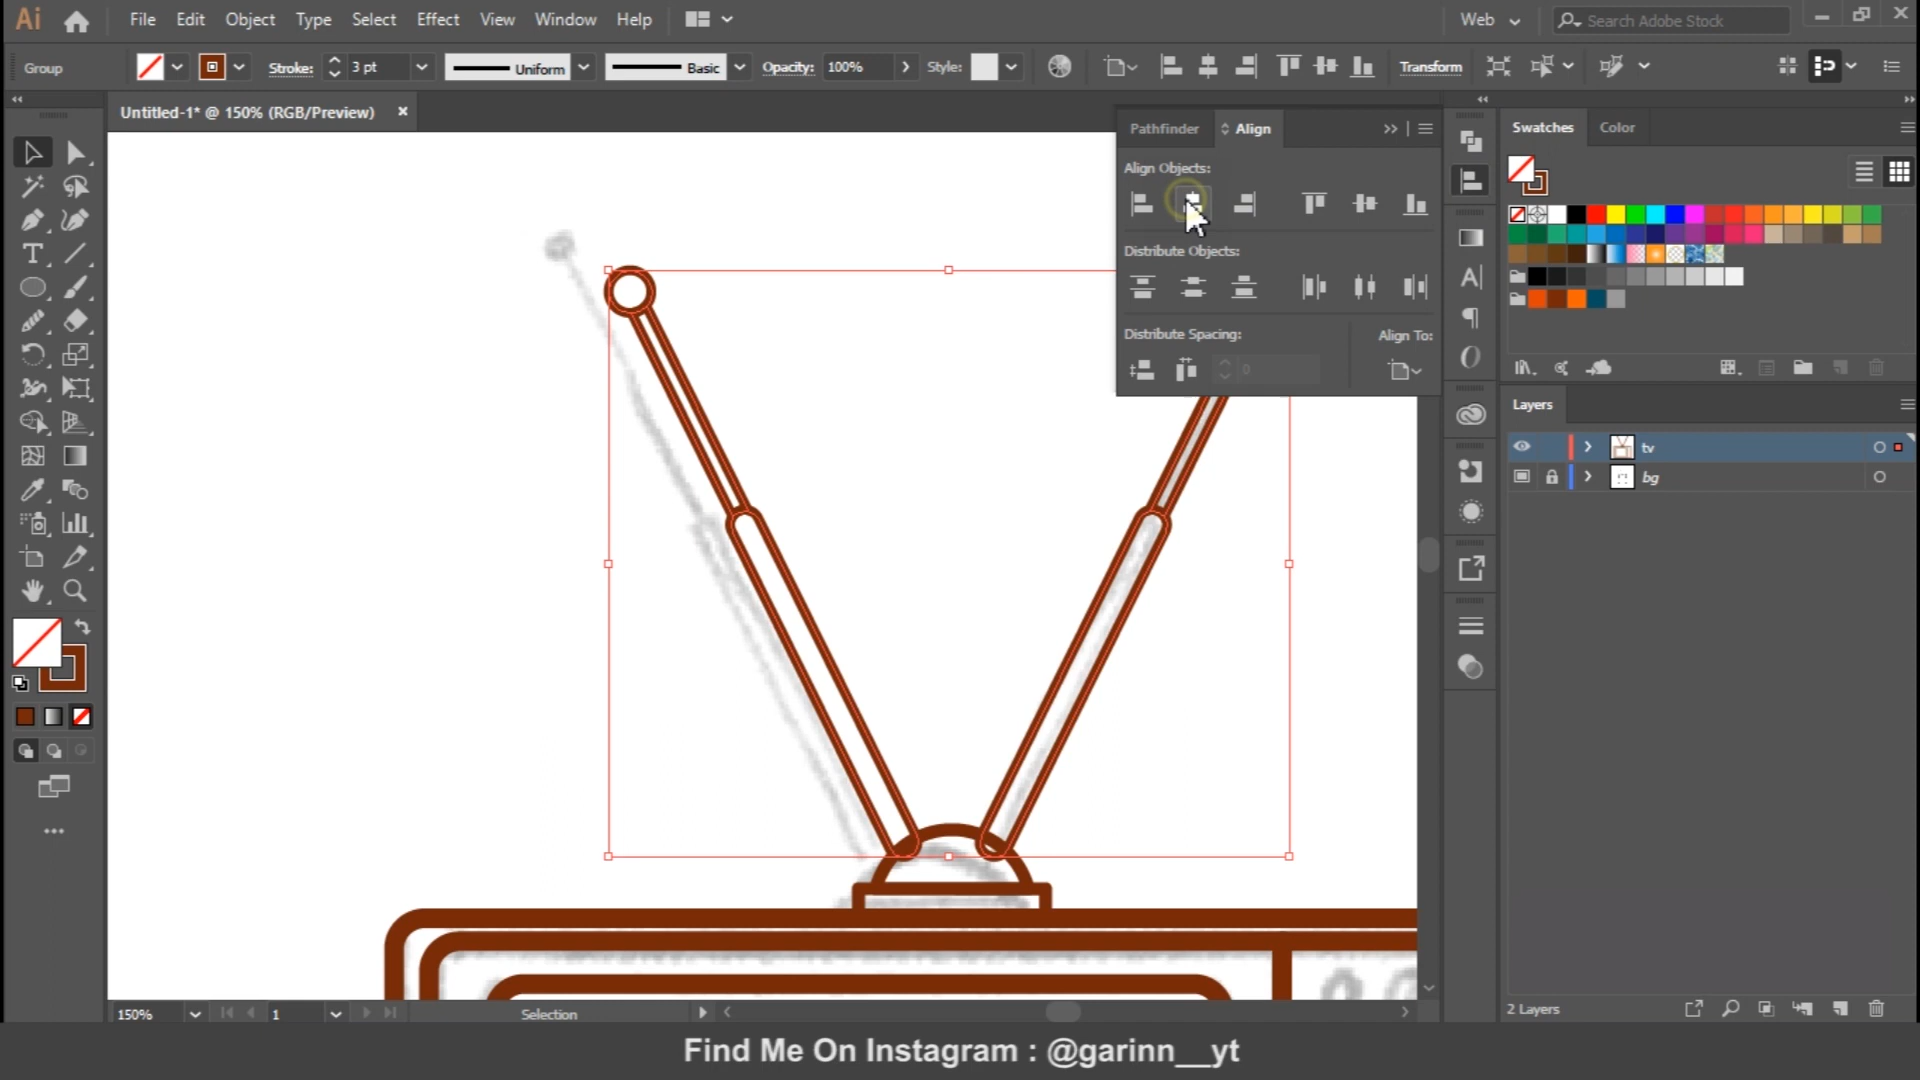 Ai File Edit Object Type Select Effect View Window Help Web Search Adobe Stock
Group Stroke: 3 pt Uniform Basic Opacity: 100% Style: Transform
Untitled-1* @ 150% (RGB/Preview) ×
Pathfinder Align
Align Objects:
Distribute Objects:
Distribute Spacing: Align To:
0
Swatches Color
Layers
tv
bg
2 Layers
150% 1 Selection
Find Me On Instagram : @garinn__yt